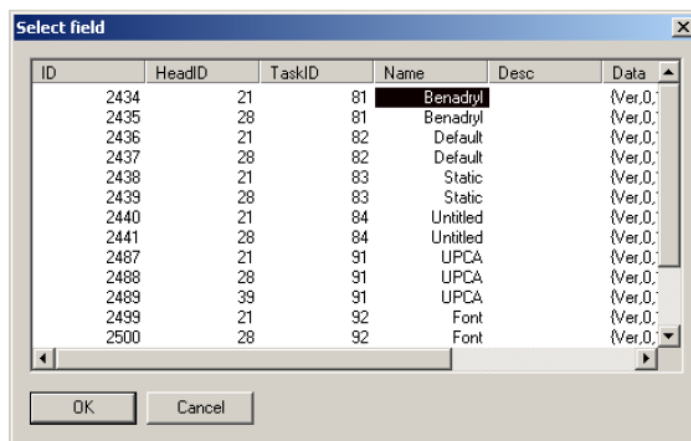 Select field
ID HeadID TaskID Name Desc Data
2434 21 81 Benadryl {Ver,0,
2435 28 81 Benadryl {Ver,0,
2436 21 82 Default {Ver,0,
2437 28 82 Default {Ver,0,
2438 21 83 Static {Ver,0,
2439 28 83 Static {Ver,0,
2440 21 84 Untitled {Ver,0,
2441 28 84 Untitled {Ver,0,
2487 21 91 UPCA {Ver,0,
2488 28 91 UPCA {Ver,0,
2489 39 91 UPCA {Ver,0,
2499 21 92 Font {Ver,0,
2500 28 92 Font {Ver,0,
OK Cancel